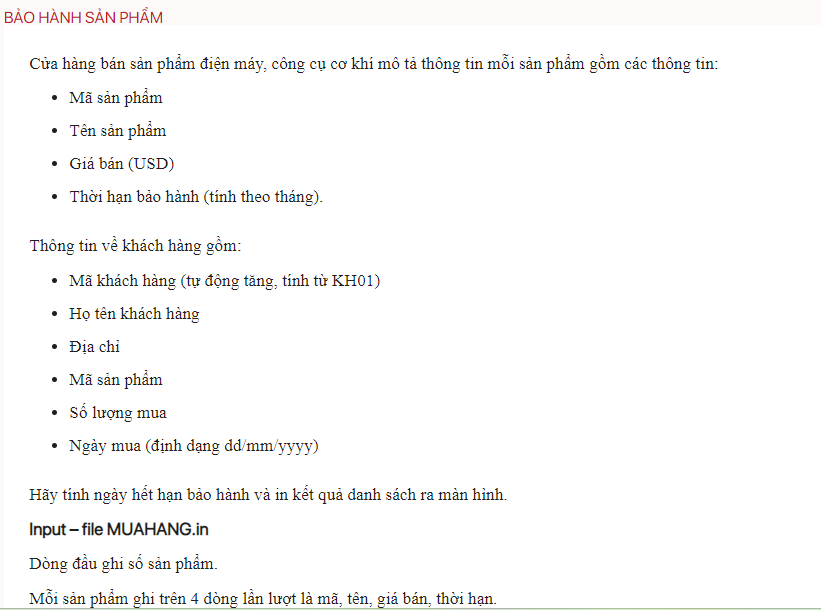 BẢO HÀNH SẢN PHẨM
Cửa hàng bán sản phẩm điện máy, công cụ cơ khí mô tả thông tin mỗi sản phẩm gồm các thông tin:
• Mã sản phẩm
• Tên sản phẩm
• Giá bán (USD)
• Thời hạn bảo hành (tính theo tháng).
Thông tin về khách hàng gồm:
• Mã khách hàng (tự động tăng, tính từ KH01)
• Họ tên khách hàng
• Địa chỉ
• Mã sản phẩm
• Số lượng mua
• Ngày mua (định dạng dd/mm/yyyy)
Hãy tính ngày hết hạn bảo hành và in kết quả danh sách ra màn hình.
Input – file MUAHANG.in
Dòng đầu ghi số sản phẩm.
Mỗi sản phẩm ghi trên 4 dòng lần lượt là mã, tên, giá bán, thời hạn.